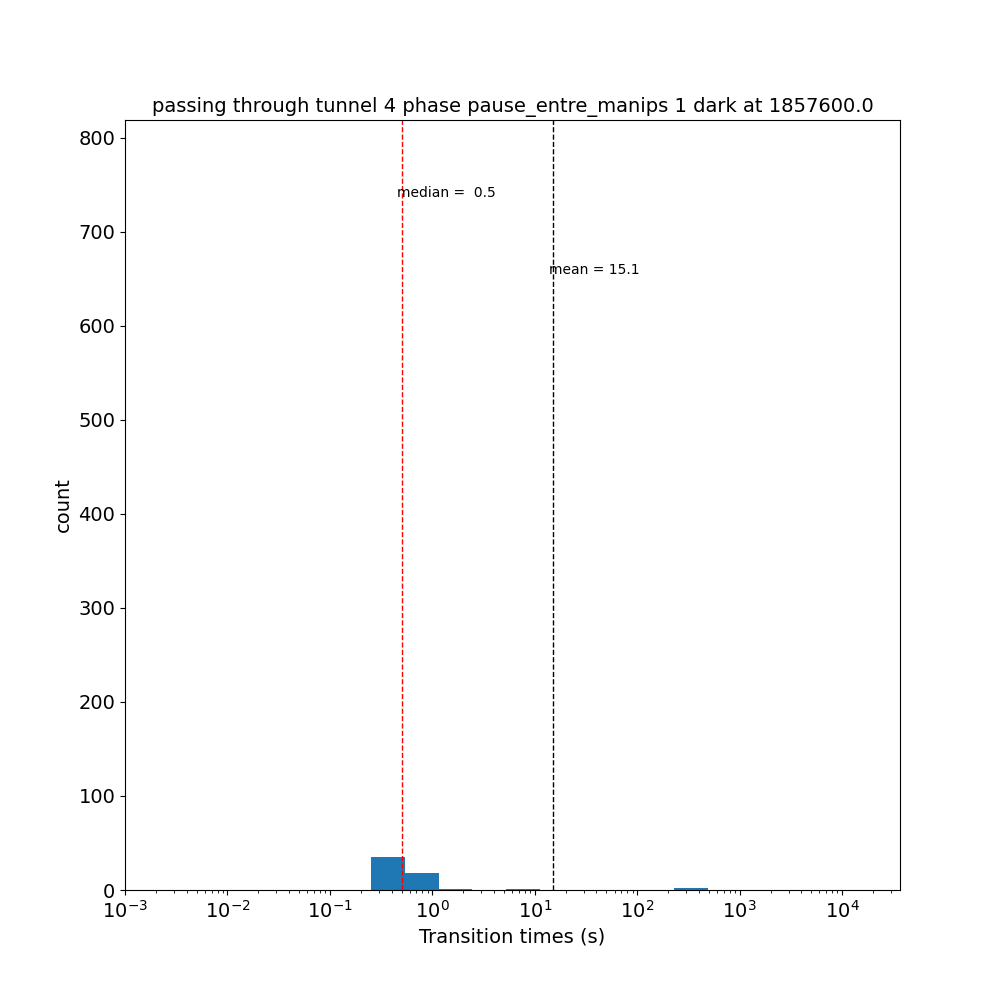 passing through tunnel 4 phase pause_entre_manips 1 dark at 1857600.0
800
700
600
500
400
300
200
100
0
count
median =  0.5
mean = 15.1
10⁻³ 10⁻² 10⁻¹ 10⁰ 10¹ 10² 10³ 10⁴
Transition times (s)